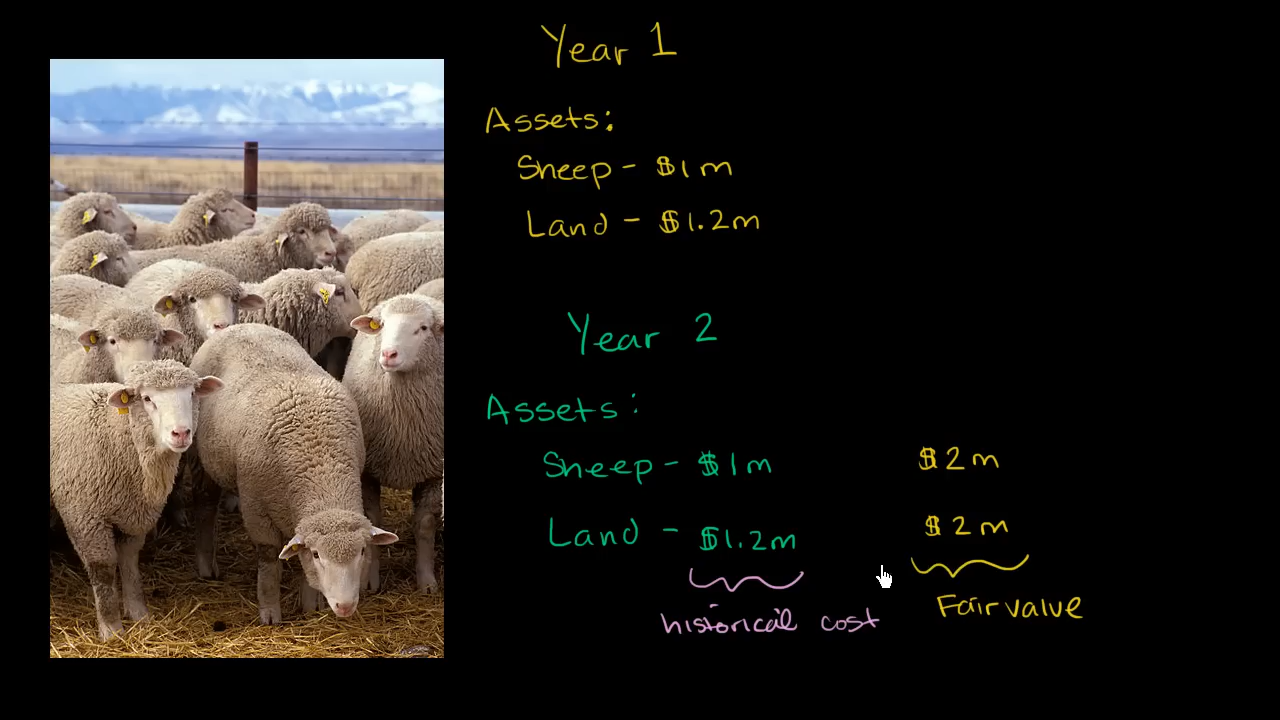 Year 1
Assets:
Sheep - $1m
Land - $1.2m
Year 2
Assets:
Sheep - $1m $2m
Land - $1.2m $2m
historical cost Fair value